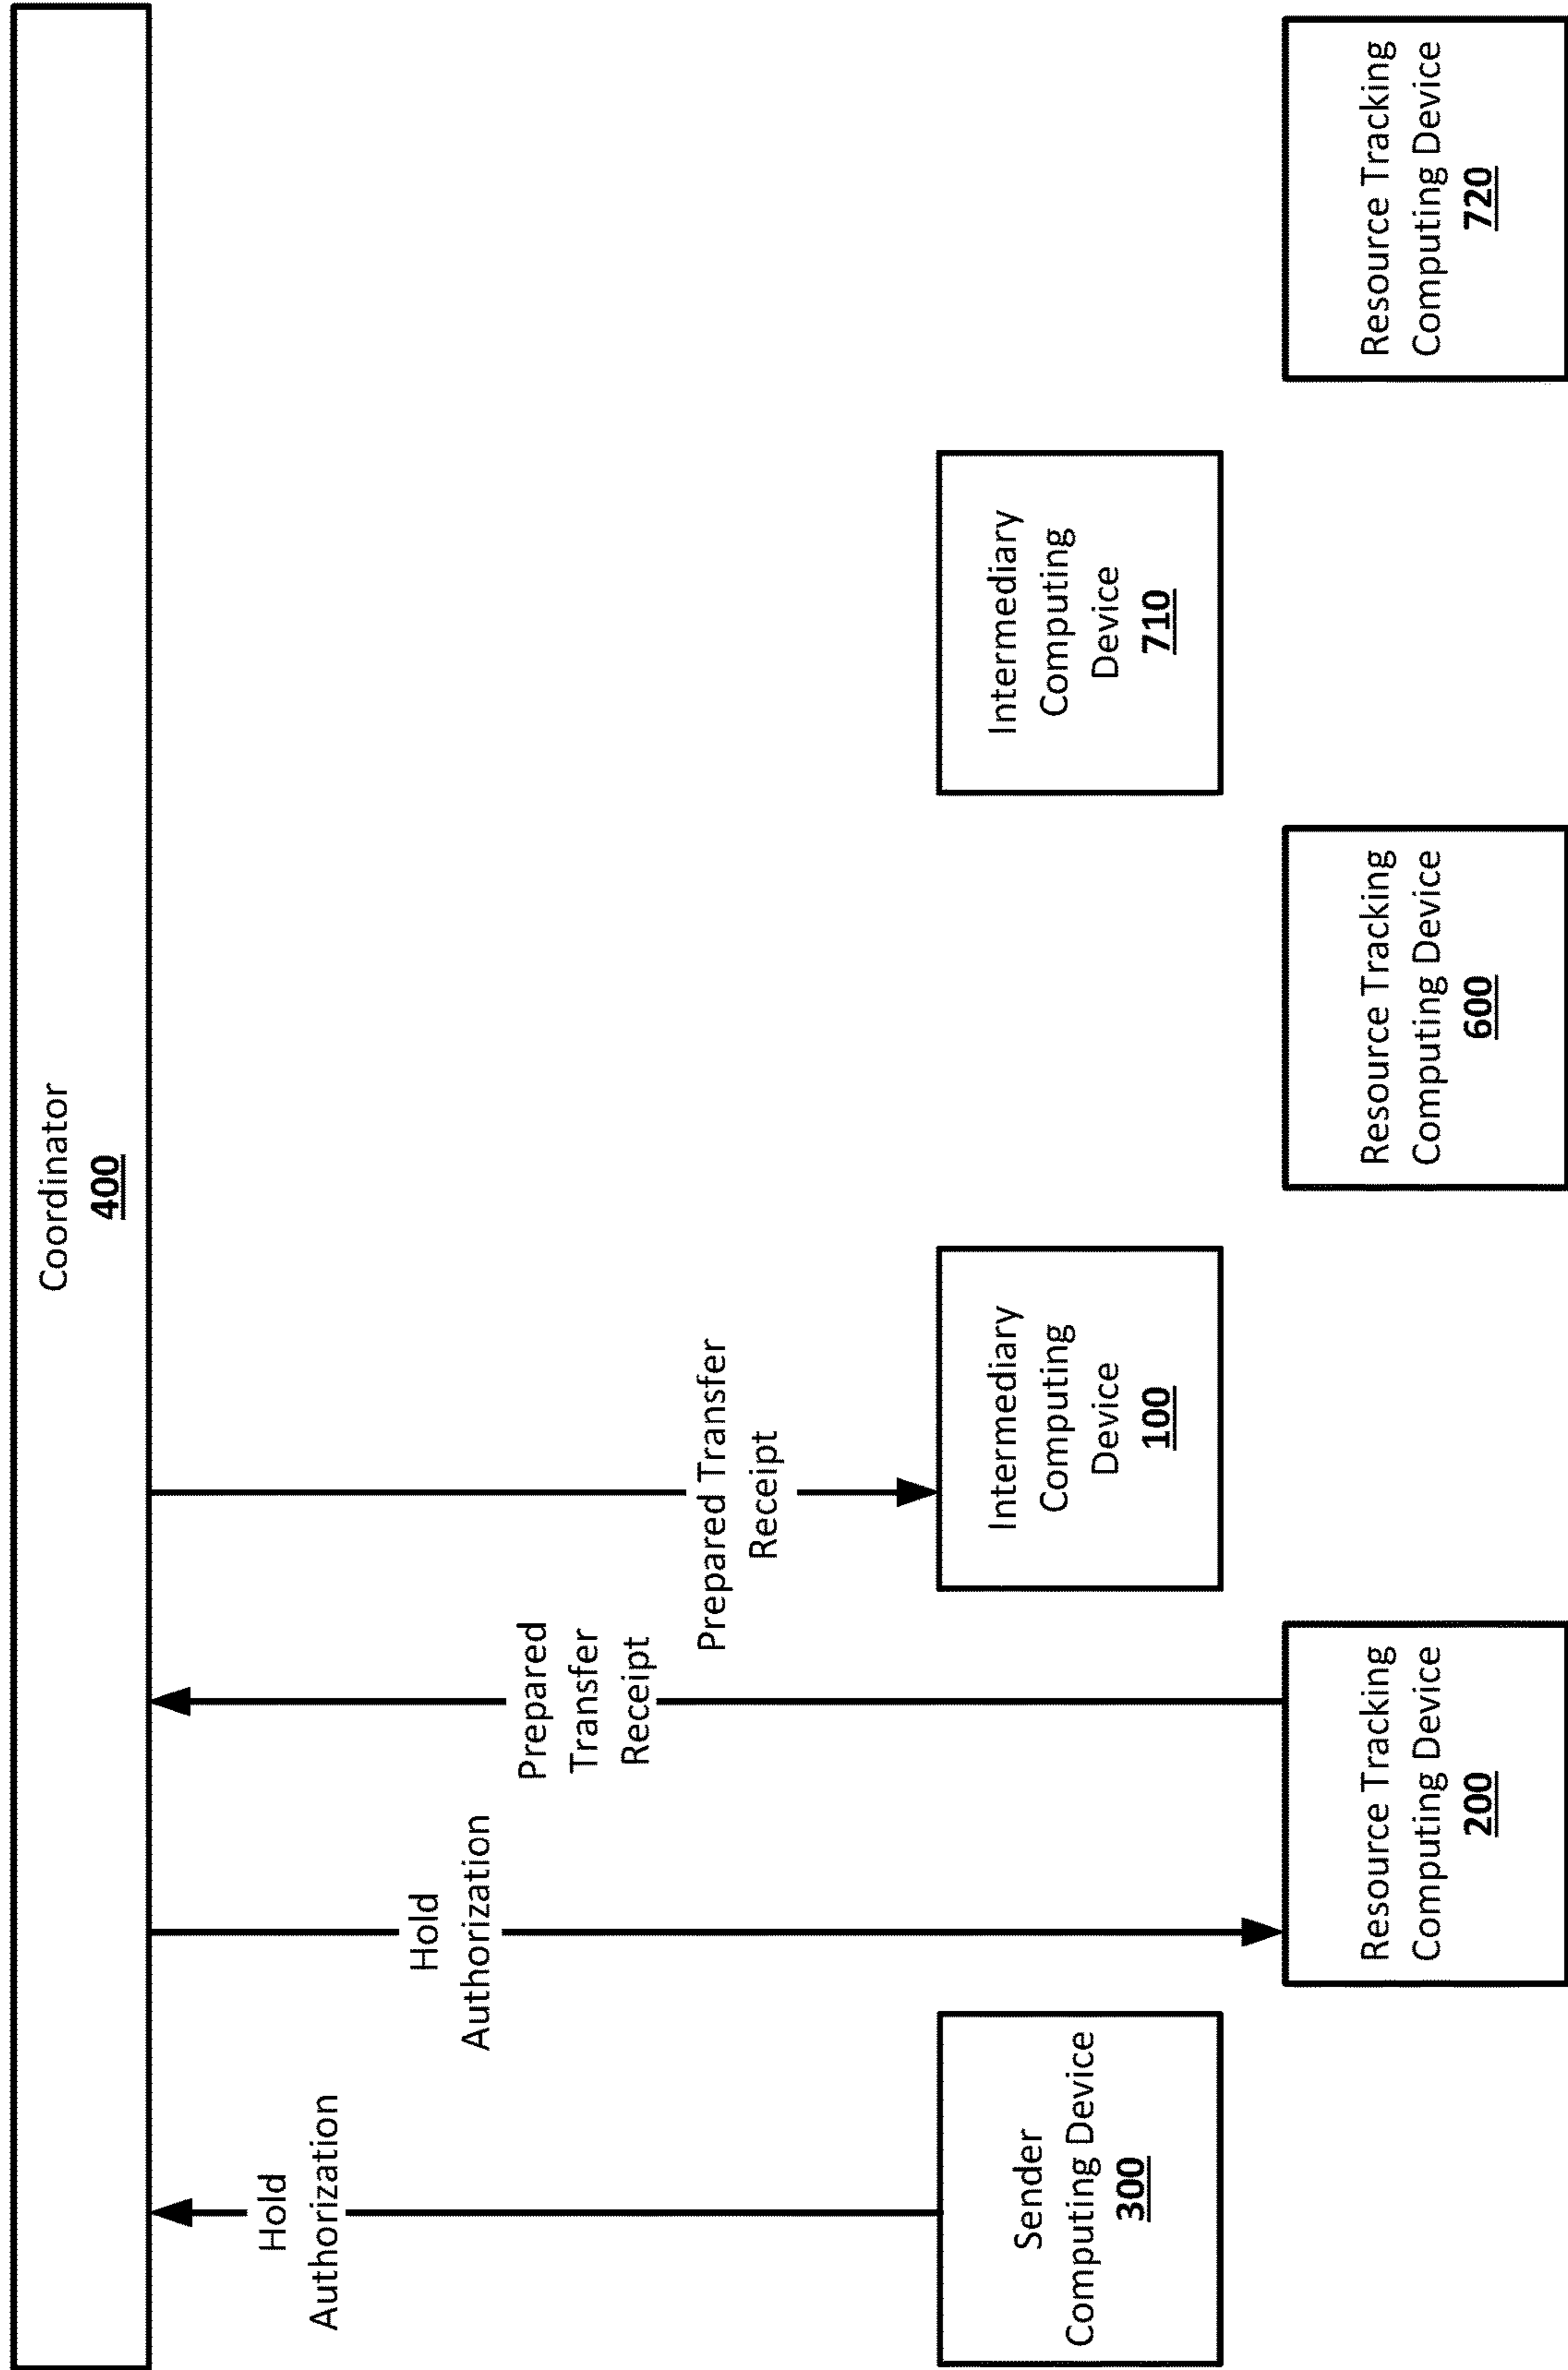 Coordinator
400
Hold
Authorization
Hold
Authorization
Prepared
Transfer
Receipt
Prepared Transfer
Receipt
Sender
Computing Device
300
Intermediary
Computing
Device
100
Intermediary
Computing
Device
710
Resource Tracking
Computing Device
200
Resource Tracking
Computing Device
600
Resource Tracking
Computing Device
720